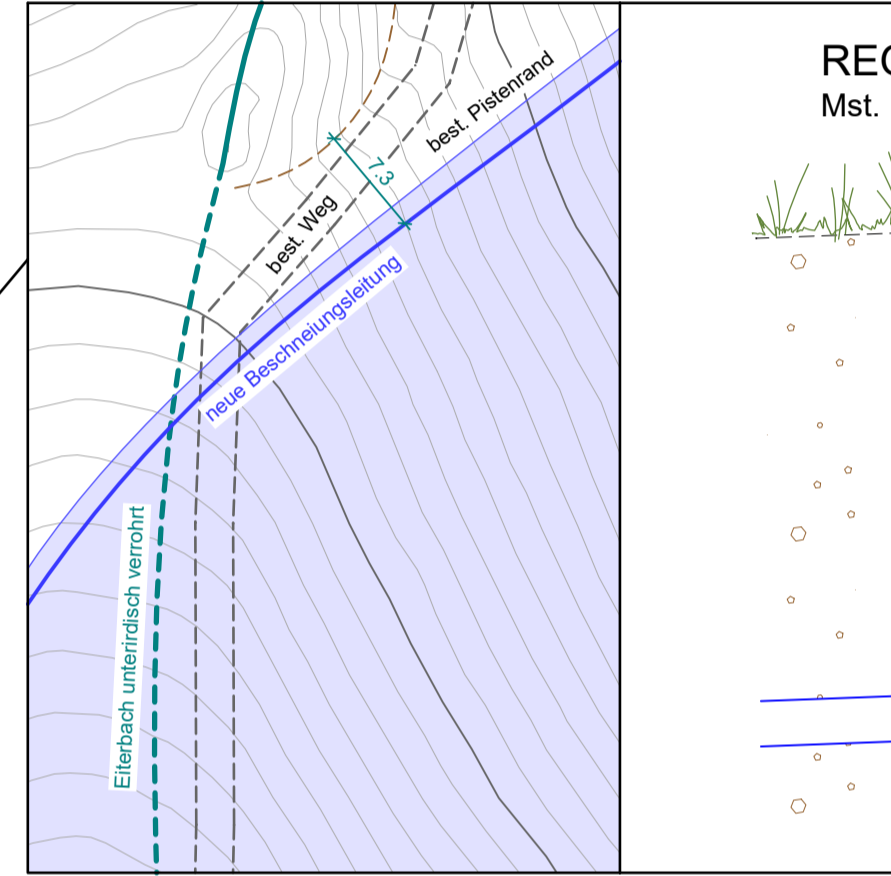 best. Pistenrand
7.3
best. Weg
neue Beschneiungsleitung
Eiterbach unterirdisch verrohrt
Mst.